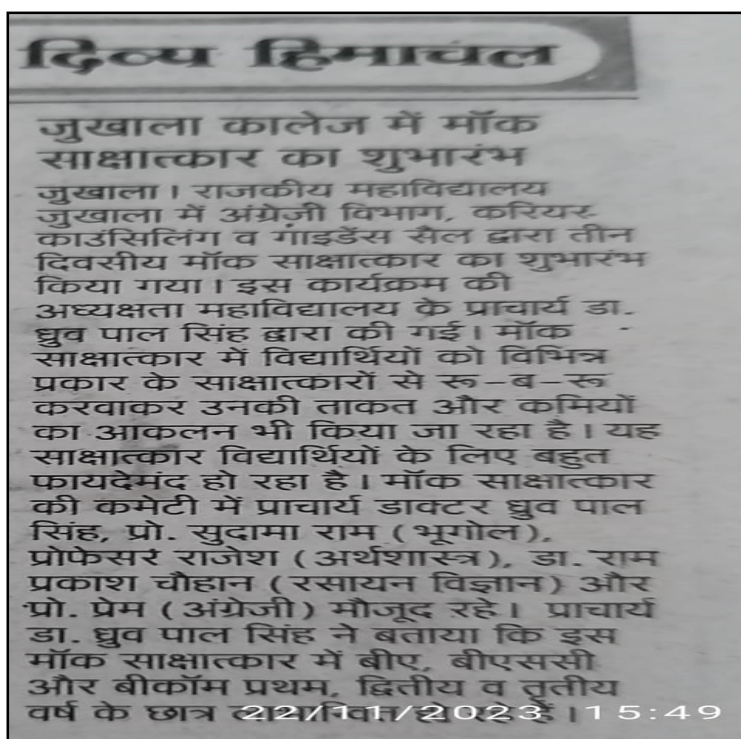 दिव्य हिमाचल
जुखाला कालेज में मॉक
साक्षात्कार का शुभारंभ
जुखाला। राजकीय महाविद्यालय
जुखाला में अंग्रेजी विभाग, करियर
काउंसिलिंग व गाइडेंस सैल द्वारा तीन
दिवसीय मॉक साक्षात्कार का शुभारंभ
किया गया। इस कार्यक्रम की
अध्यक्षता महाविद्यालय के प्राचार्य डा.
ध्रुव पाल सिंह द्वारा की गई। मॉक
साक्षात्कार में विद्यार्थियों को विभिन्न
प्रकार के साक्षात्कारों से रू-ब-रू
करवाकर उनकी ताकत और कमियों
का आकलन भी किया जा रहा है। यह
साक्षात्कार विद्यार्थियों के लिए बहुत
फायदेमंद हो रहा है। मॉक साक्षात्कार
की कमेटी में प्राचार्य डाक्टर ध्रुव पाल
सिंह, प्रो. सुदामा राम (भूगोल),
प्रोफेसर राजेश (अर्थशास्त्र), डा. राम
प्रकाश चौहान (रसायन विज्ञान) और
प्रो. प्रेम (अंग्रेजी) मौजूद रहे। प्राचार्य
डा. ध्रुव पाल सिंह ने बताया कि इस
मॉक साक्षात्कार में बीए, बीएससी
और बीकॉम प्रथम, द्वितीय व तृतीय
वर्ष के छात्र हैं।
22/11/2023 15:49